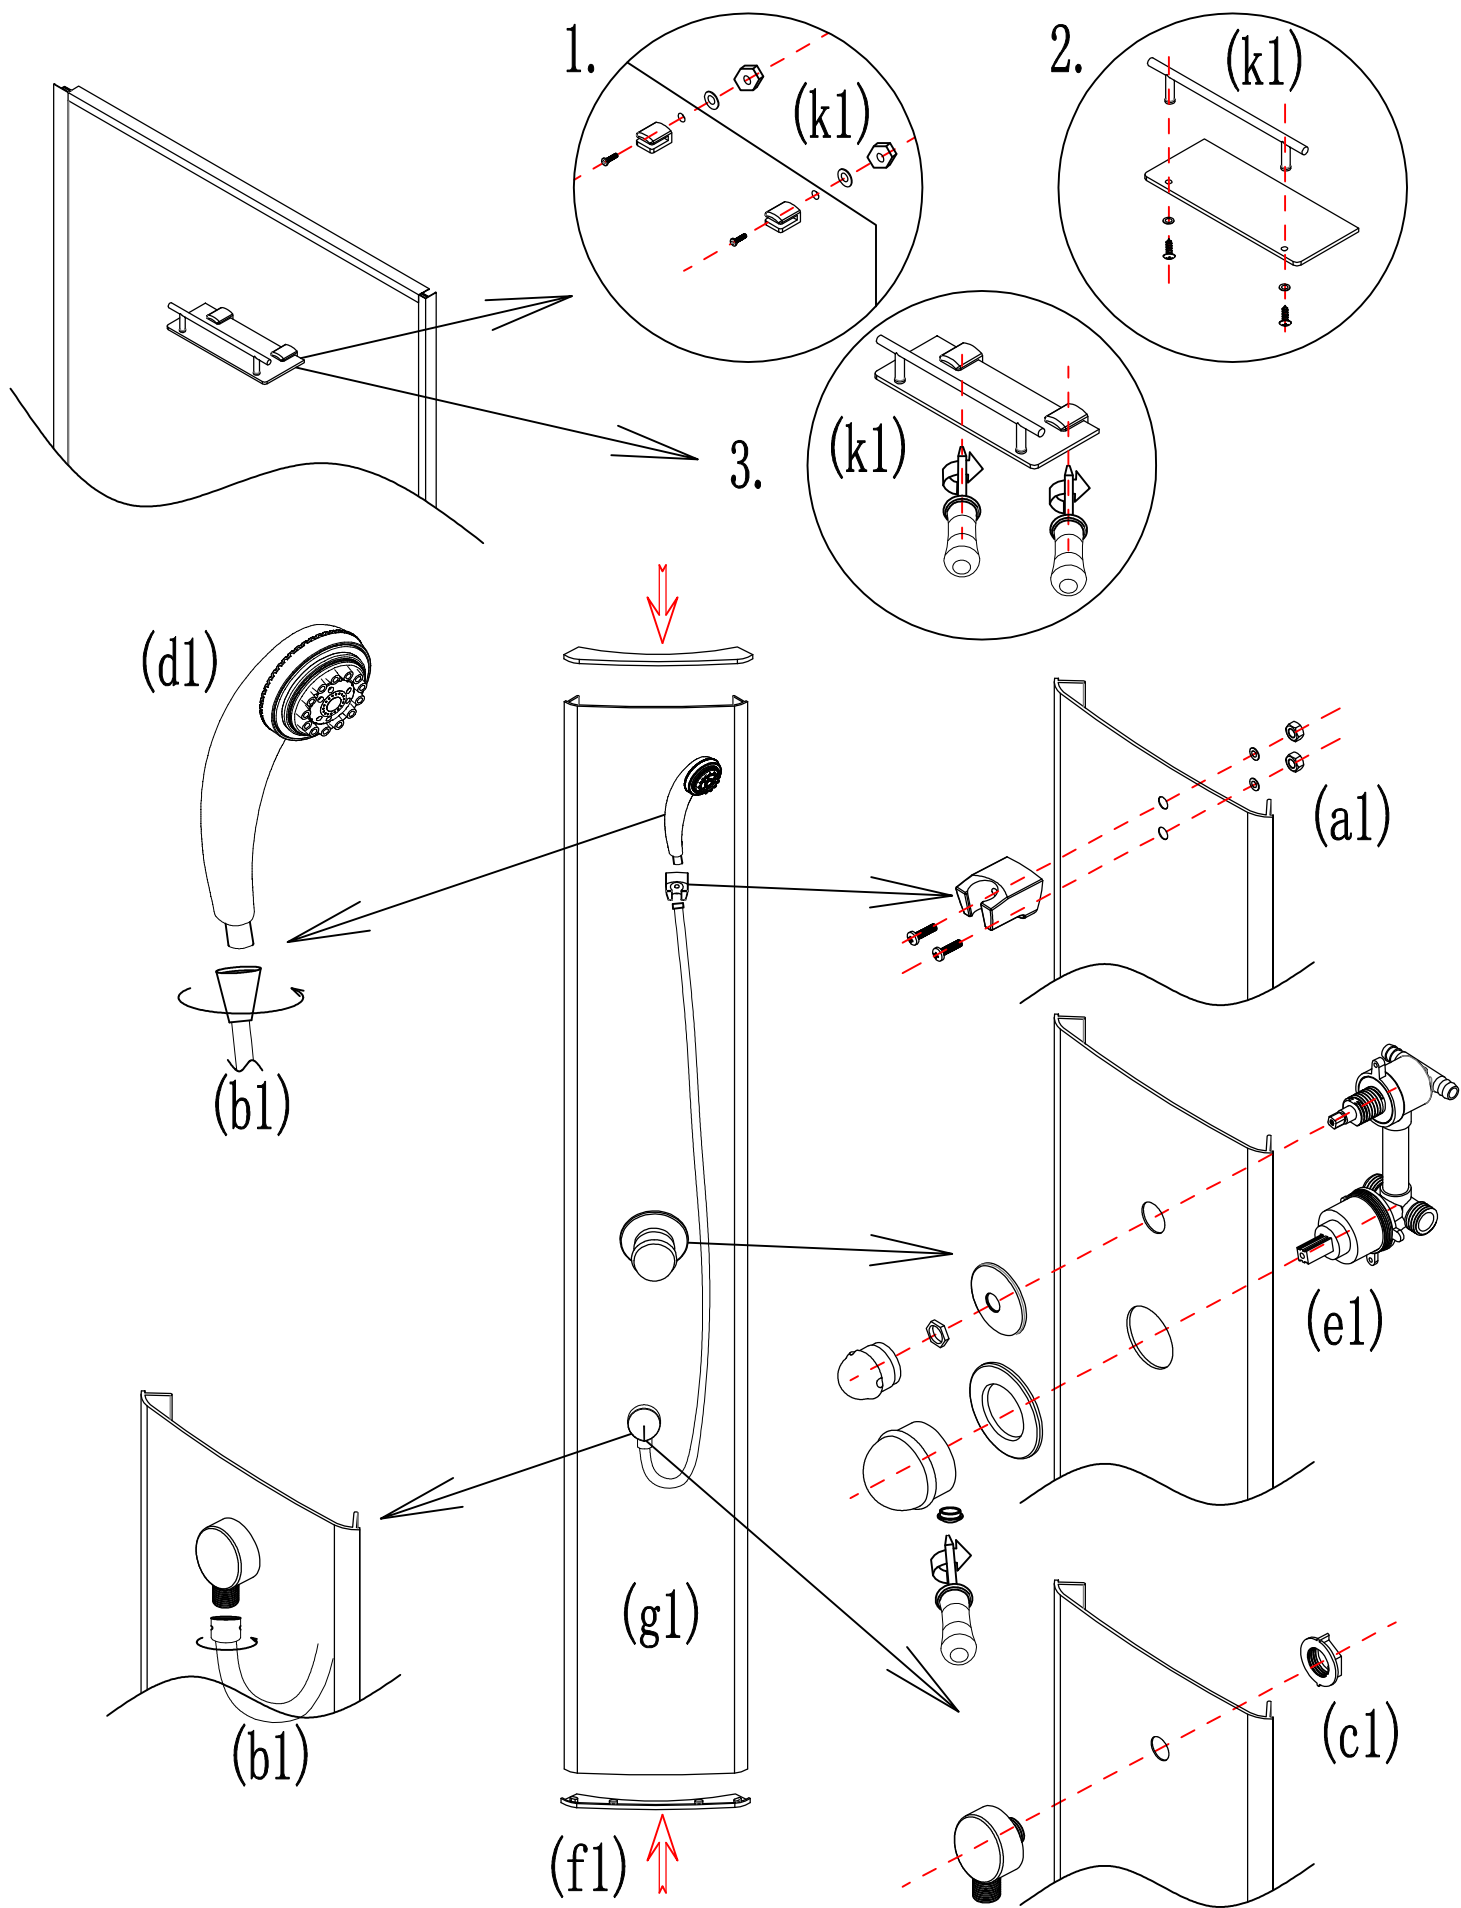 1.
(k1)
2.
(k1)
3.
(k1)
(d1)
(b1)
(a1)
(e1)
(g1)
(b1)
(c1)
(f1)